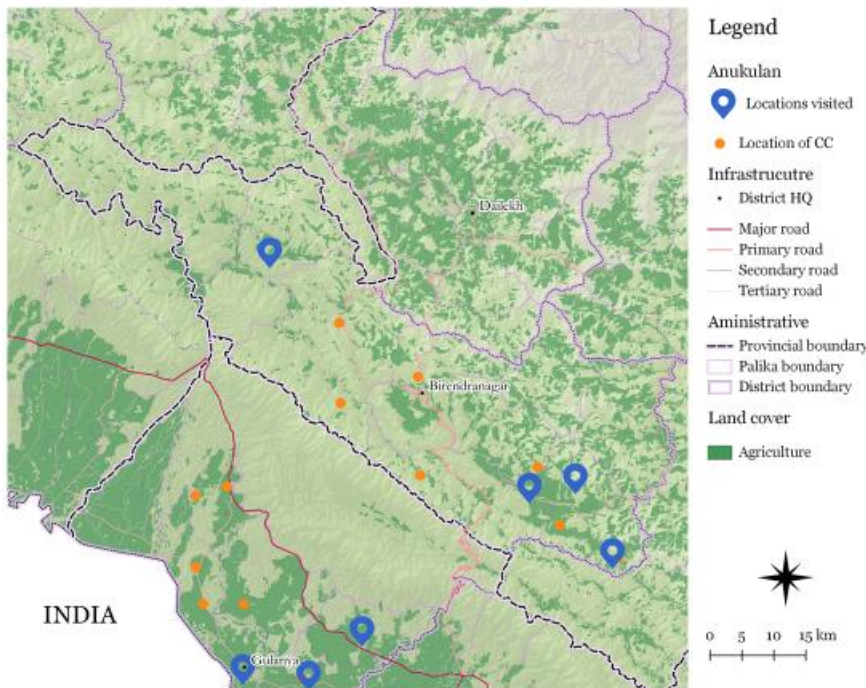 Dailekh
Birendranagar
INDIA
Gulariya
Legend
Anukulan
Locations visited
Location of CC
Infrastrucutre
District HQ
Major road
Primary road
Secondary road
Tertiary road
Aministrative
Provincial boundary
Palika boundary
District boundary
Land cover
Agriculture
0 5 10 15 km